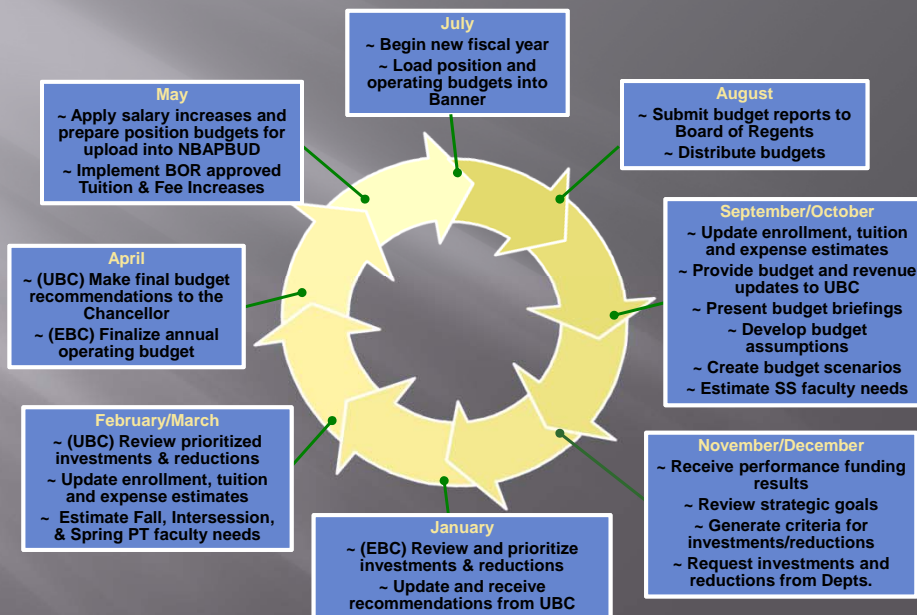 July
~ Begin new fiscal year
~ Load position and
operating budgets into
Banner
August
~ Submit budget reports to
Board of Regents
~ Distribute budgets
September/October
~ Update enrollment, tuition
and expense estimates
~ Provide budget and revenue
updates to UBC
~ Present budget briefings
~ Develop budget
assumptions
~ Create budget scenarios
~ Estimate SS faculty needs
November/December
~ Receive performance funding
results
~ Review strategic goals
~ Generate criteria for
investments/reductions
~ Request investments and
reductions from Depts.
January
~ (EBC) Review and prioritize
investments & reductions
~ Update and receive
recommendations from UBC
February/March
~ (UBC) Review prioritized
investments & reductions
~ Update enrollment, tuition
and expense estimates
~ Estimate Fall, Intersession,
& Spring PT faculty needs
April
~ (UBC) Make final budget
recommendations to the
Chancellor
~ (EBC) Finalize annual
operating budget
May
~ Apply salary increases and
prepare position budgets for
upload into NBAPBUD
~ Implement BOR approved
Tuition & Fee Increases